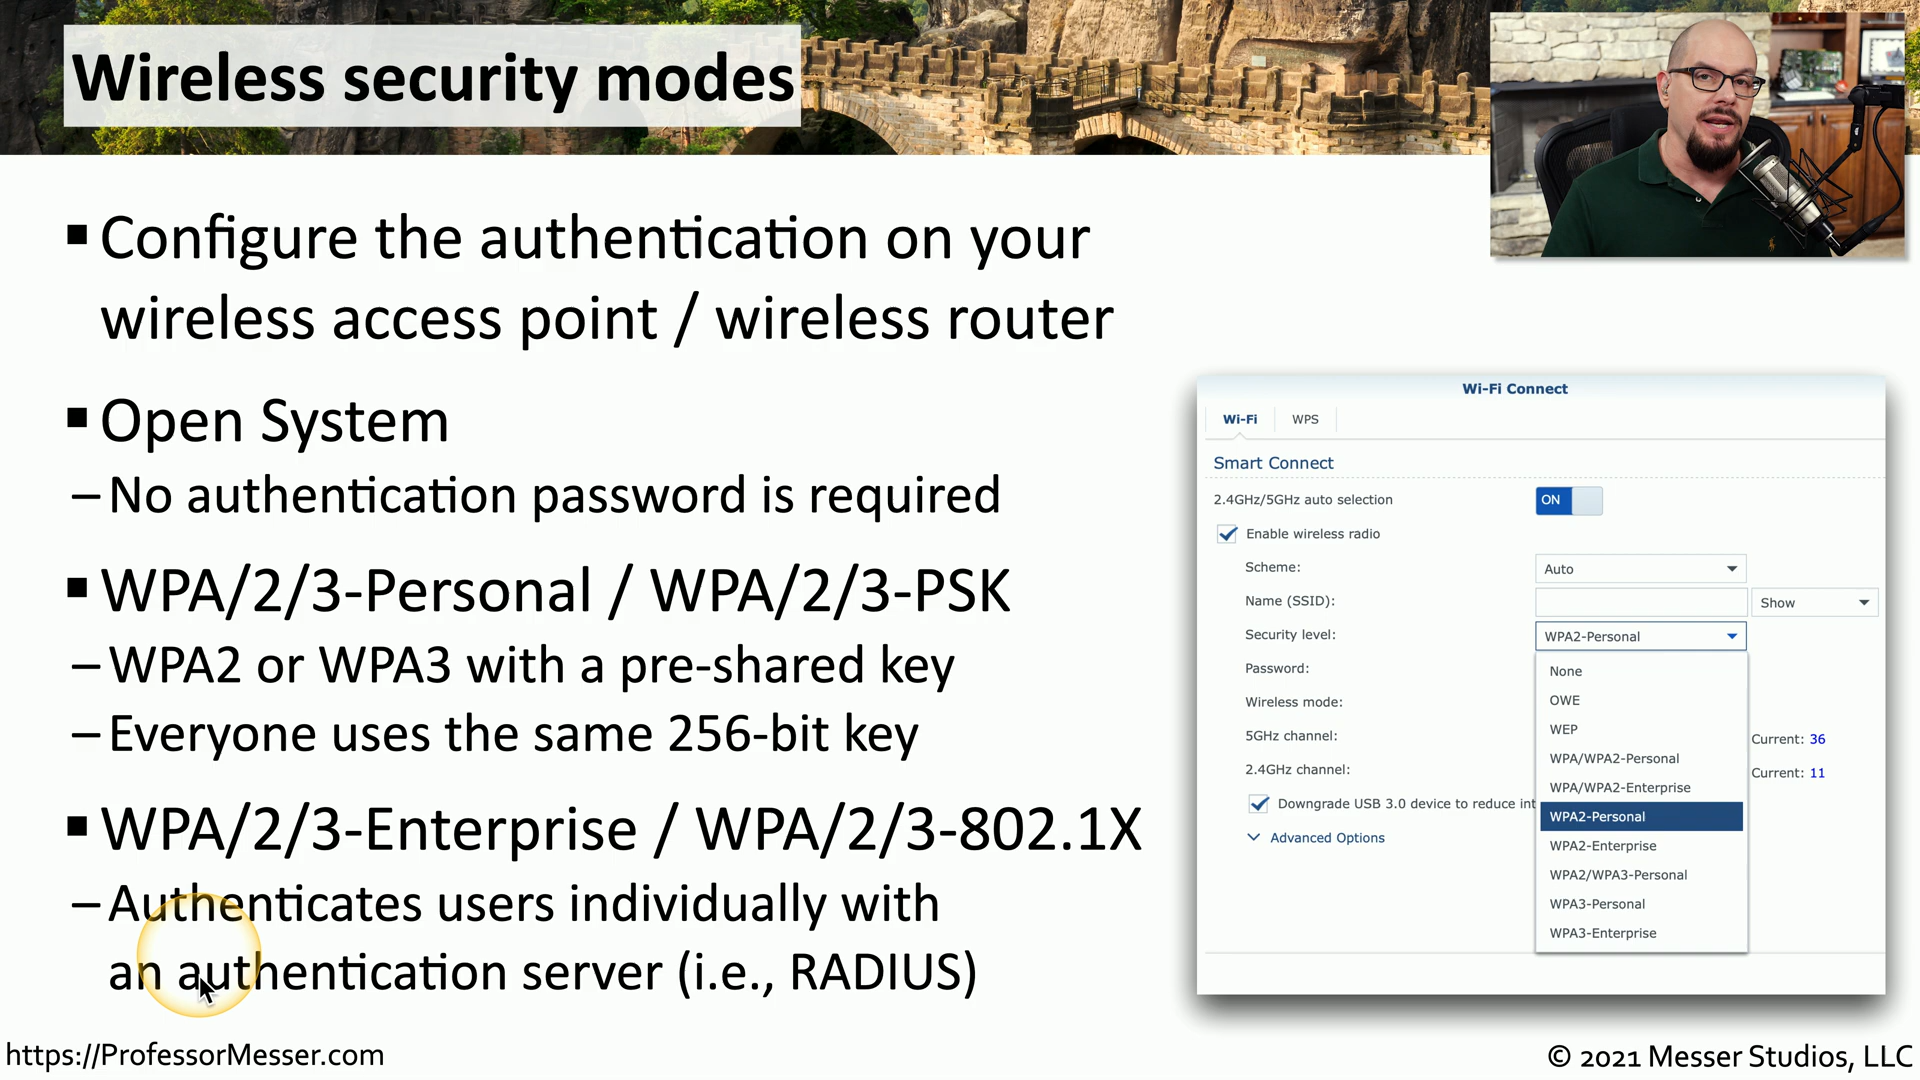 Wireless security modes
▪ Configure the authentication on your
wireless access point / wireless router
▪ Open System
– No authentication password is required
▪ WPA/2/3-Personal / WPA/2/3-PSK
– WPA2 or WPA3 with a pre-shared key
– Everyone uses the same 256-bit key
▪ WPA/2/3-Enterprise / WPA/2/3-802.1X
– Authenticates users individually with
an authentication server (i.e., RADIUS)
Wi-Fi Connect
Wi-Fi WPS
Smart Connect
2.4GHz/5GHz auto selection ON
Enable wireless radio
Scheme: Auto
Name (SSID): Show
Security level: WPA2-Personal
Password:
Wireless mode:
5GHz channel: Current: 36
2.4GHz channel: Current: 11
Downgrade USB 3.0 device to reduce int
Advanced Options
None
OWE
WEP
WPA/WPA2-Personal
WPA/WPA2-Enterprise
WPA2-Personal
WPA2-Enterprise
WPA2/WPA3-Personal
WPA3-Personal
WPA3-Enterprise
https://ProfessorMesser.com
© 2021 Messer Studios, LLC